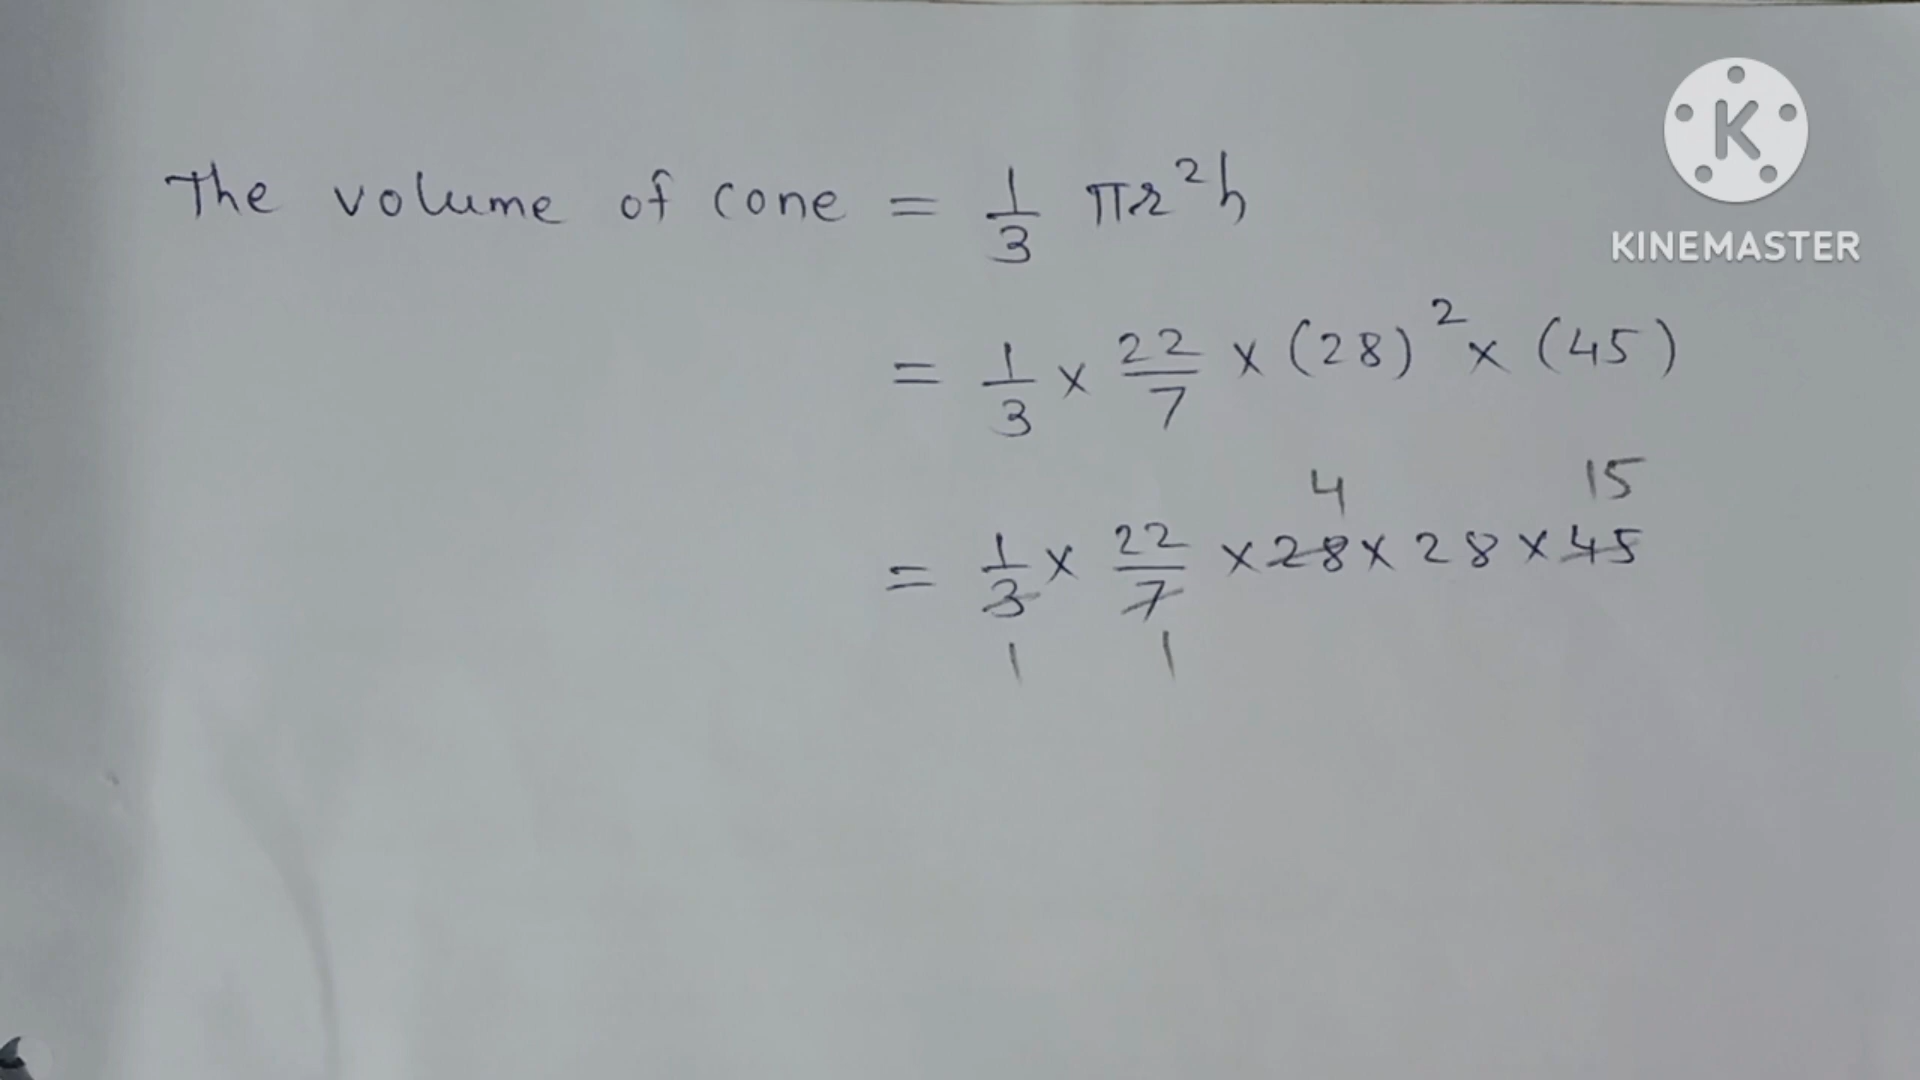 The volume of cone = 1/3 πr²h
KINEMASTER
= 1/3 × 22/7 × (28)² × (45)
4 15
= 1/3 × 22/7 × 28 × 28 × 45
1 1